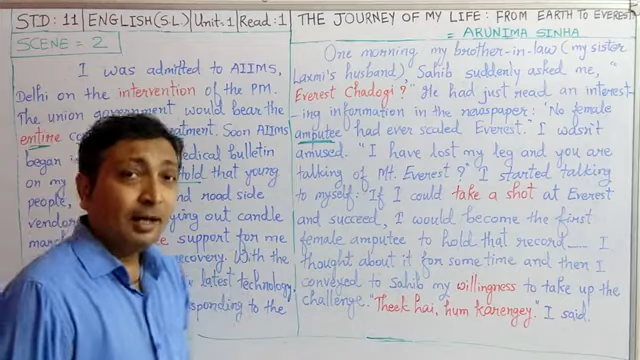 STD: 11 ENGLISH (S.L.) Unit: 1 Read: 1
SCENE = 2
I was admitted to AIIMS,
Delhi on the intervention of the PM.
The union government would bear the
entire treatment. Soon AIIMS
began medical bulletin
on my told that young
people, and road side
vendor out candle
support for me
recovery. With the
latest technology,
responding to the
THE JOURNEY OF MY LIFE: FROM EARTH TO EVEREST
= ARUNIMA SINHA
One morning my brother-in-law (my sister
Laxmi's husband), Sahib suddenly asked me, "
Everest Chadogi ?" He had just read an interest-
-ing information in the newspaper: 'No female
amputee had ever scaled Everest.' I wasn't
amused. "I have lost my leg and you are
talking of Mt. Everest ?" I started talking
to myself. If I could take a shot at Everest
and succeed, I would become the first
female amputee to hold that record..... I
thought about it for some time and then I
conveyed to Sahib my willingness to take up the
challenge. "Theek hai, hum karengey." I said.